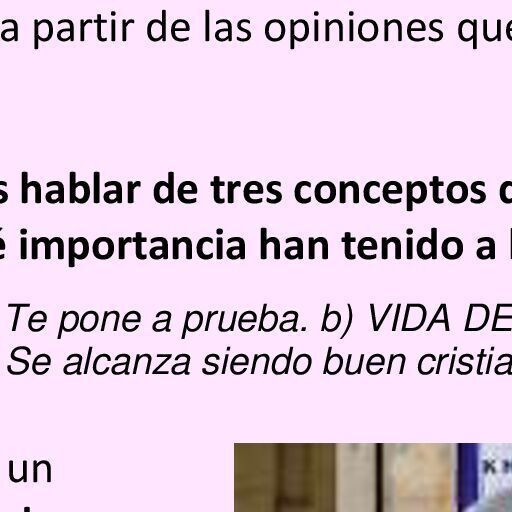 a partir de las opiniones que
s hablar de tres conceptos
é importancia han tenido a
Te pone a prueba. b) VIDA DE
Se alcanza siendo buen cristia
un
K